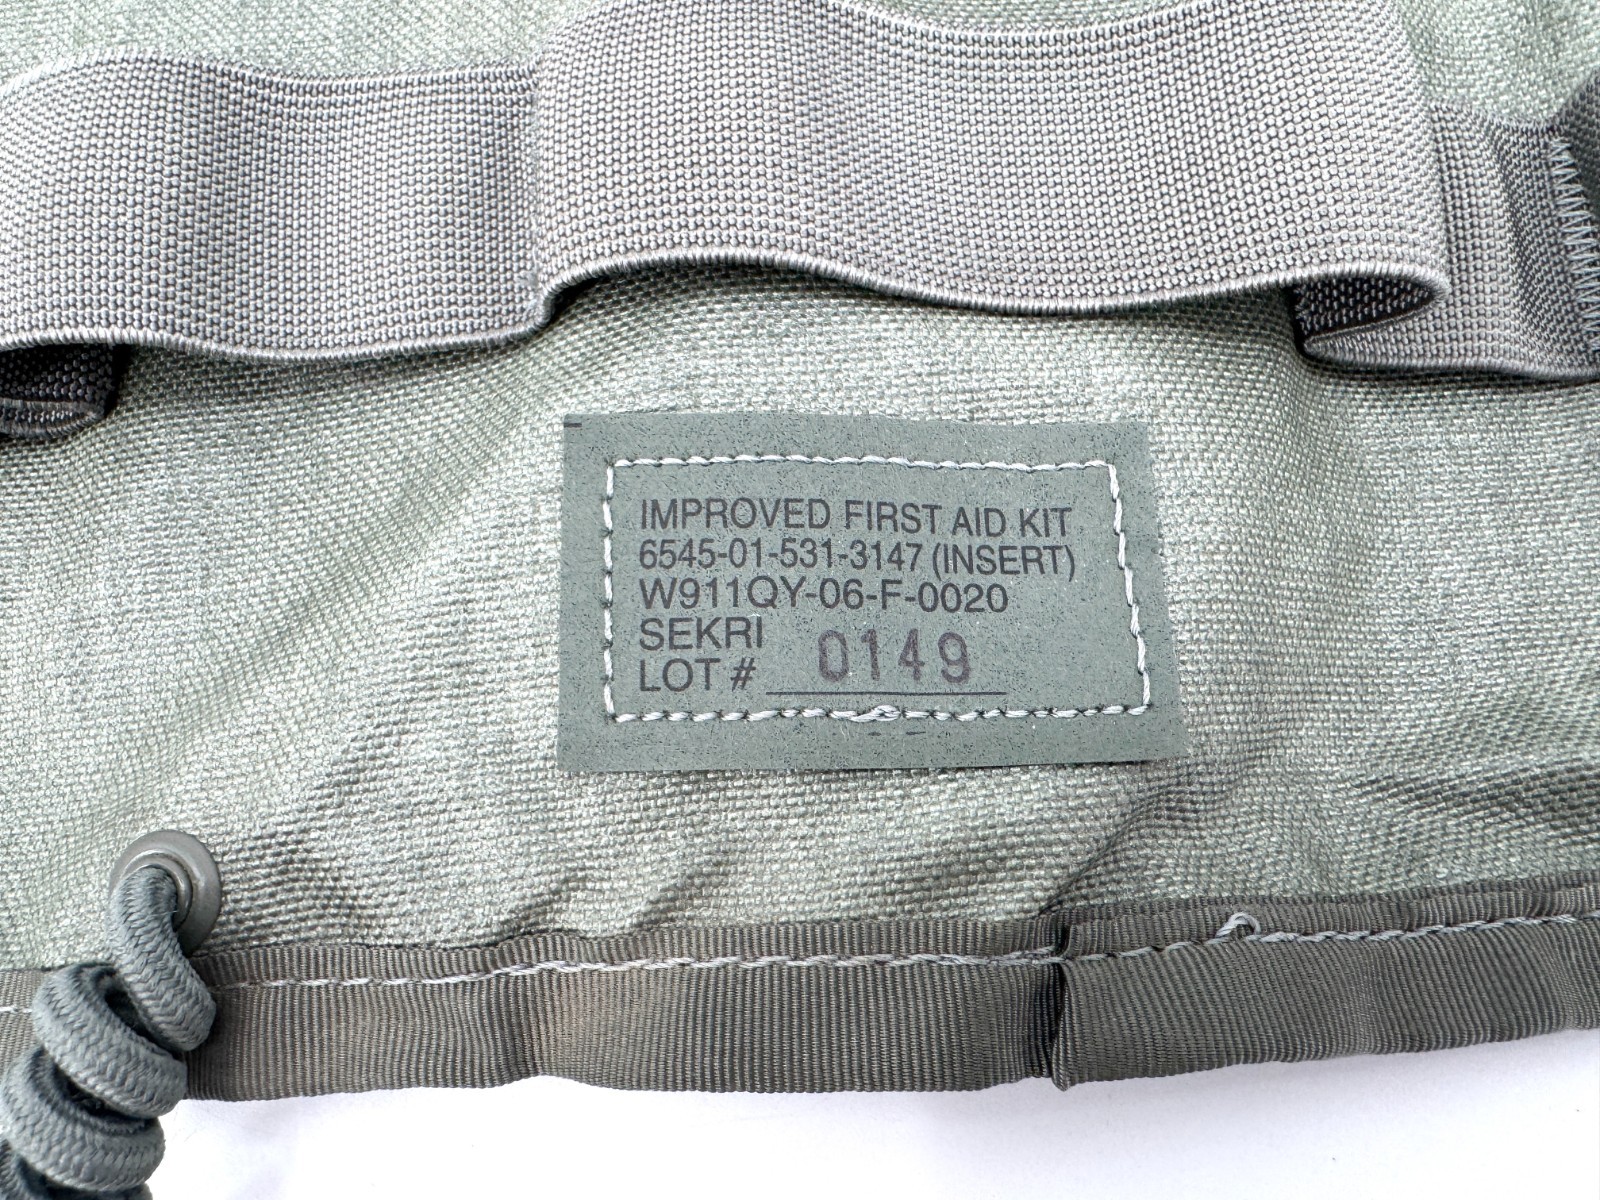 IMPROVED FIRST AID KIT
6545-01-531-3147 (INSERT)
W911QY-06-F-0020
SEKRI
LOT # 0149